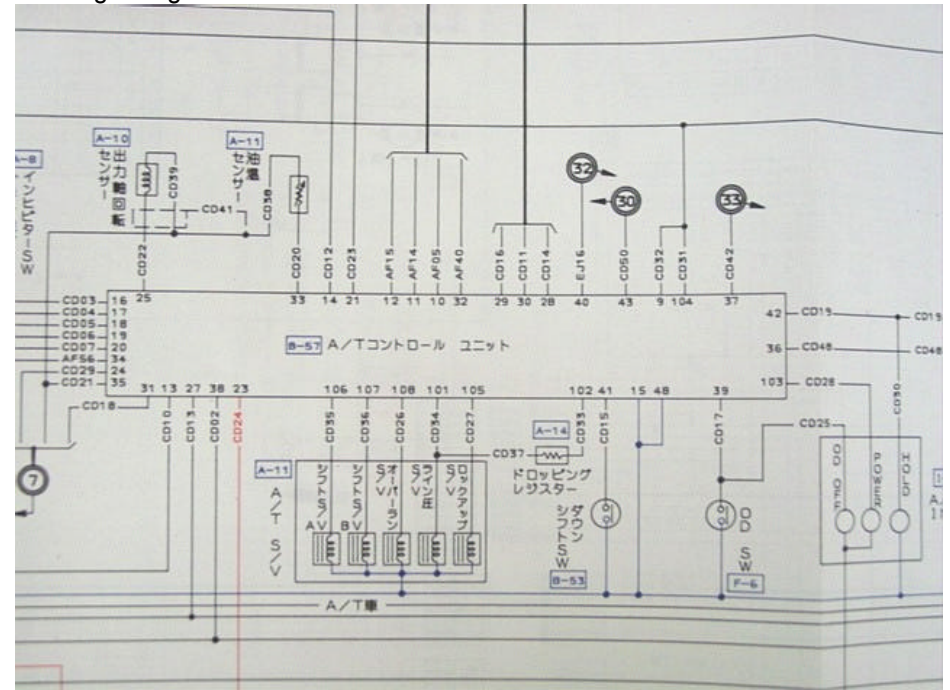 A-10
出力軸回転
センサー
A-11
油温
センサー
A-8
インヒビターSW
CD39
CD41
CD38
32
30
33
CD22
CD20
CD12
CD23
AF15
AF14
AF05
AF40
CD16
CD11
CD14
EJ16
CD50
CD32
CD31
CD42
25
33
14
21
12
11
10
32
29
30
28
40
43
9
104
37
CD03 16
CD04 17
CD05 18
CD06 19
CD07 20
AF56 34
CD29 24
CD21 35
B-57 A/Tコントロール ユニット
42 CD19 CD19
36 CD48 CD48
103 CD28
31 13 27 38 23
106 107 108 101 105
102 41 15 48 39
CD18
CD10
CD13
CD02
CD24
CD35
CD36
CD26
CD34
CD27
CD33
CD15
CD17
CD30
CD25
A-14
CD37
ドロッピング
レジスター
7
A-11
A/T S/V
シフトS/V A
シフトS/V B
オーバーラン
S/V
ライン圧
S/V
ロックアップ
S/V
ダウン
シフトSW
B-53
OD SW
F-6
OD OFF
POWER
HOLD
A/T車